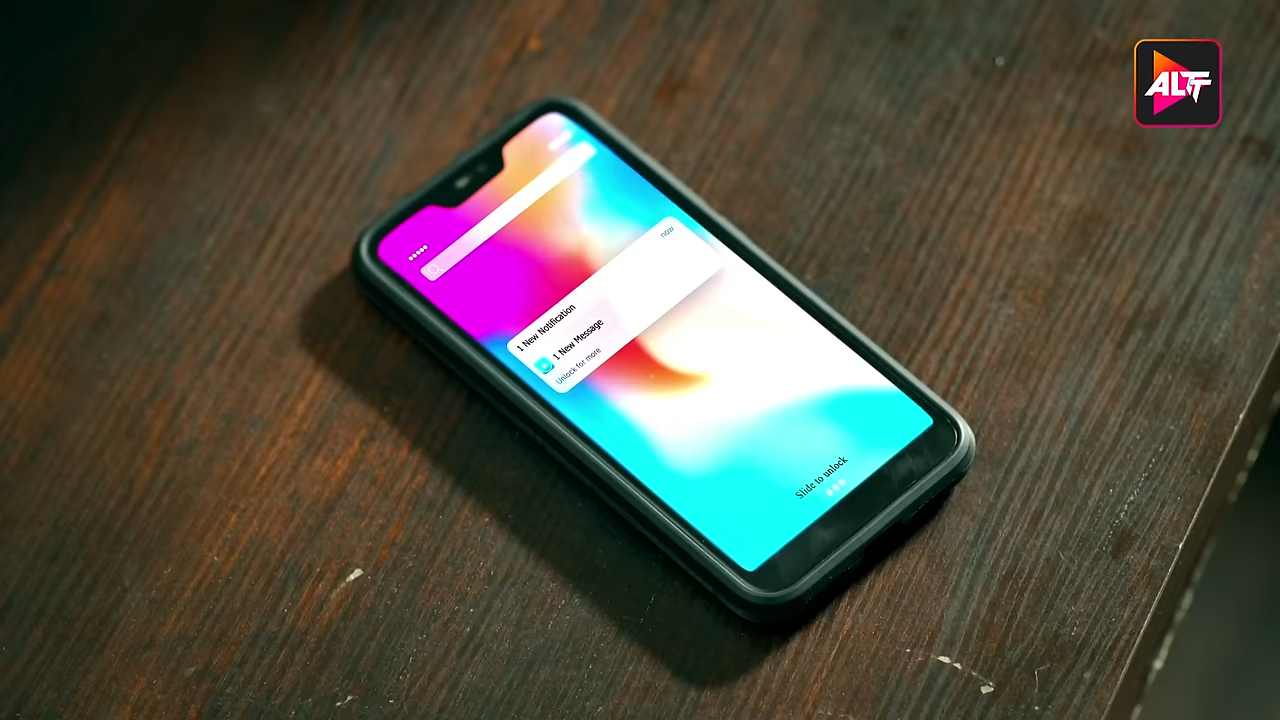 ALTT
now
1 New Notification
1 New Message
Unlock for more
Slide to unlock